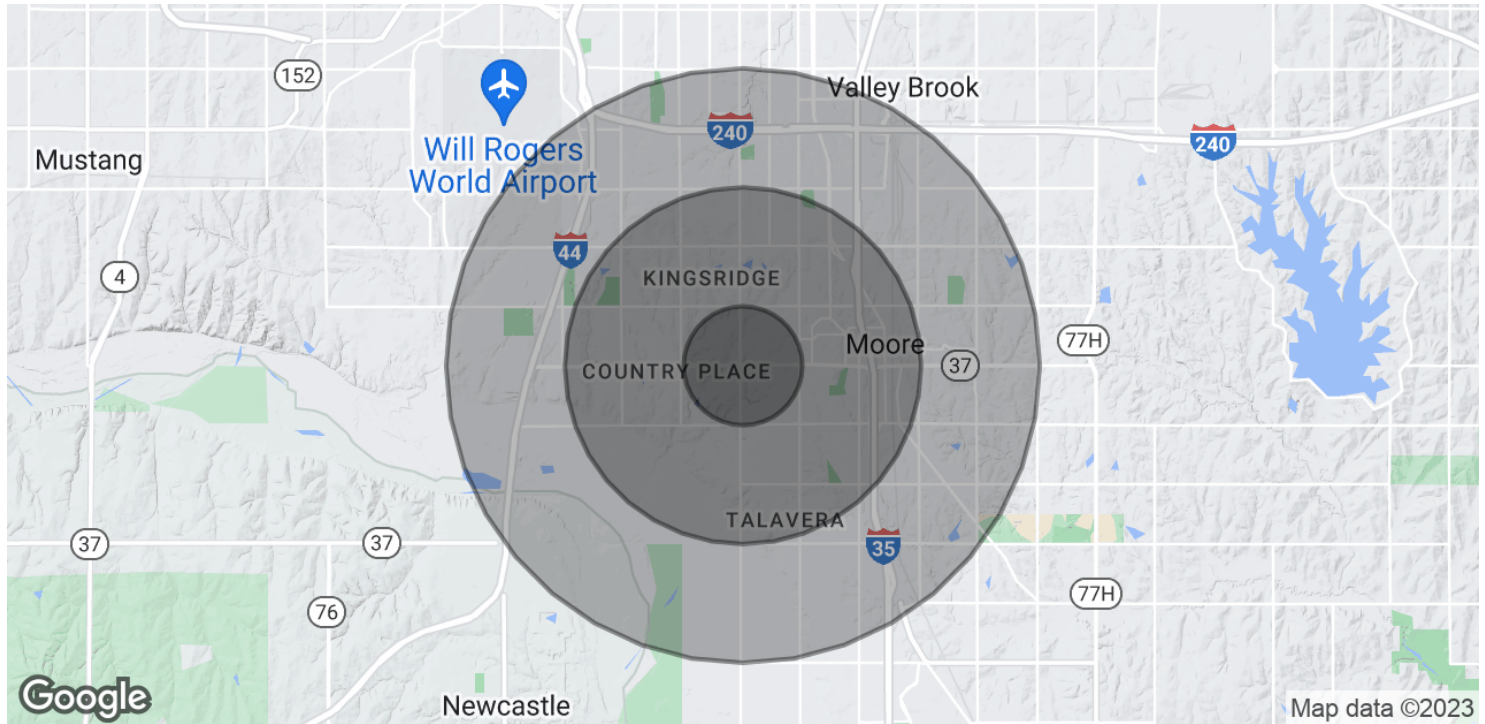 152
Valley Brook
240
240
Mustang
Will Rogers
World Airport
44
4
KINGSRIDGE
77H
Moore
37
COUNTRY PLACE
TALAVERA
37
37
35
76
77H
Newcastle
Google
Map data ©2023